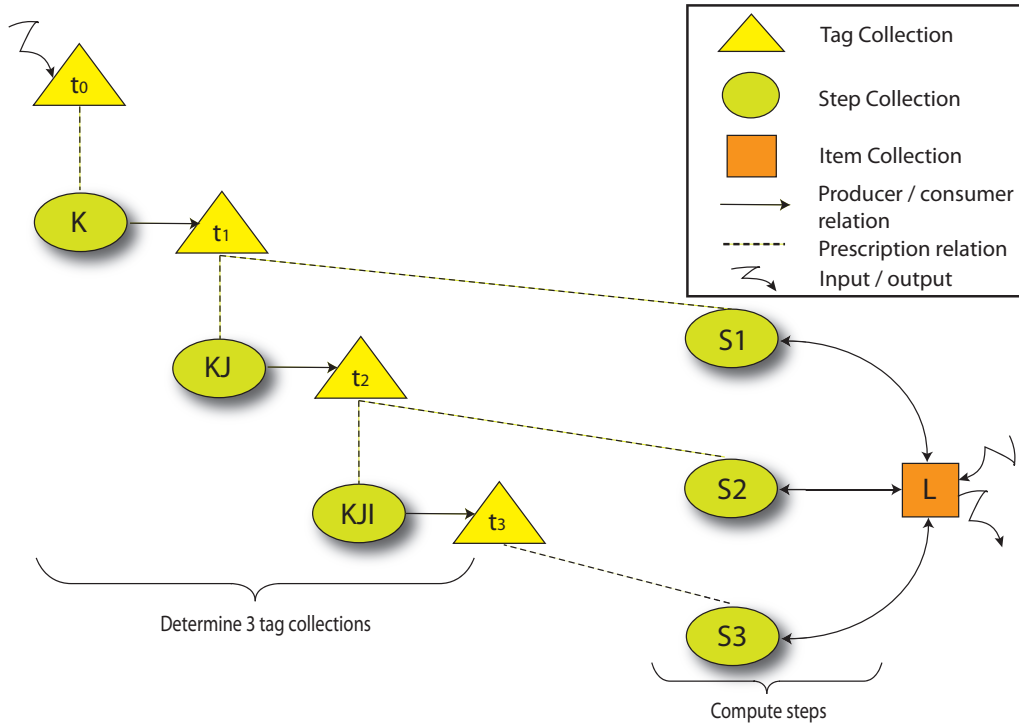 Tag Collection
Step Collection
Item Collection
Producer / consumer
relation
Prescription relation
Input / output
t0
K
t1
S1
KJ
t2
S2
L
KJI
t3
S3
Determine 3 tag collections
Compute steps